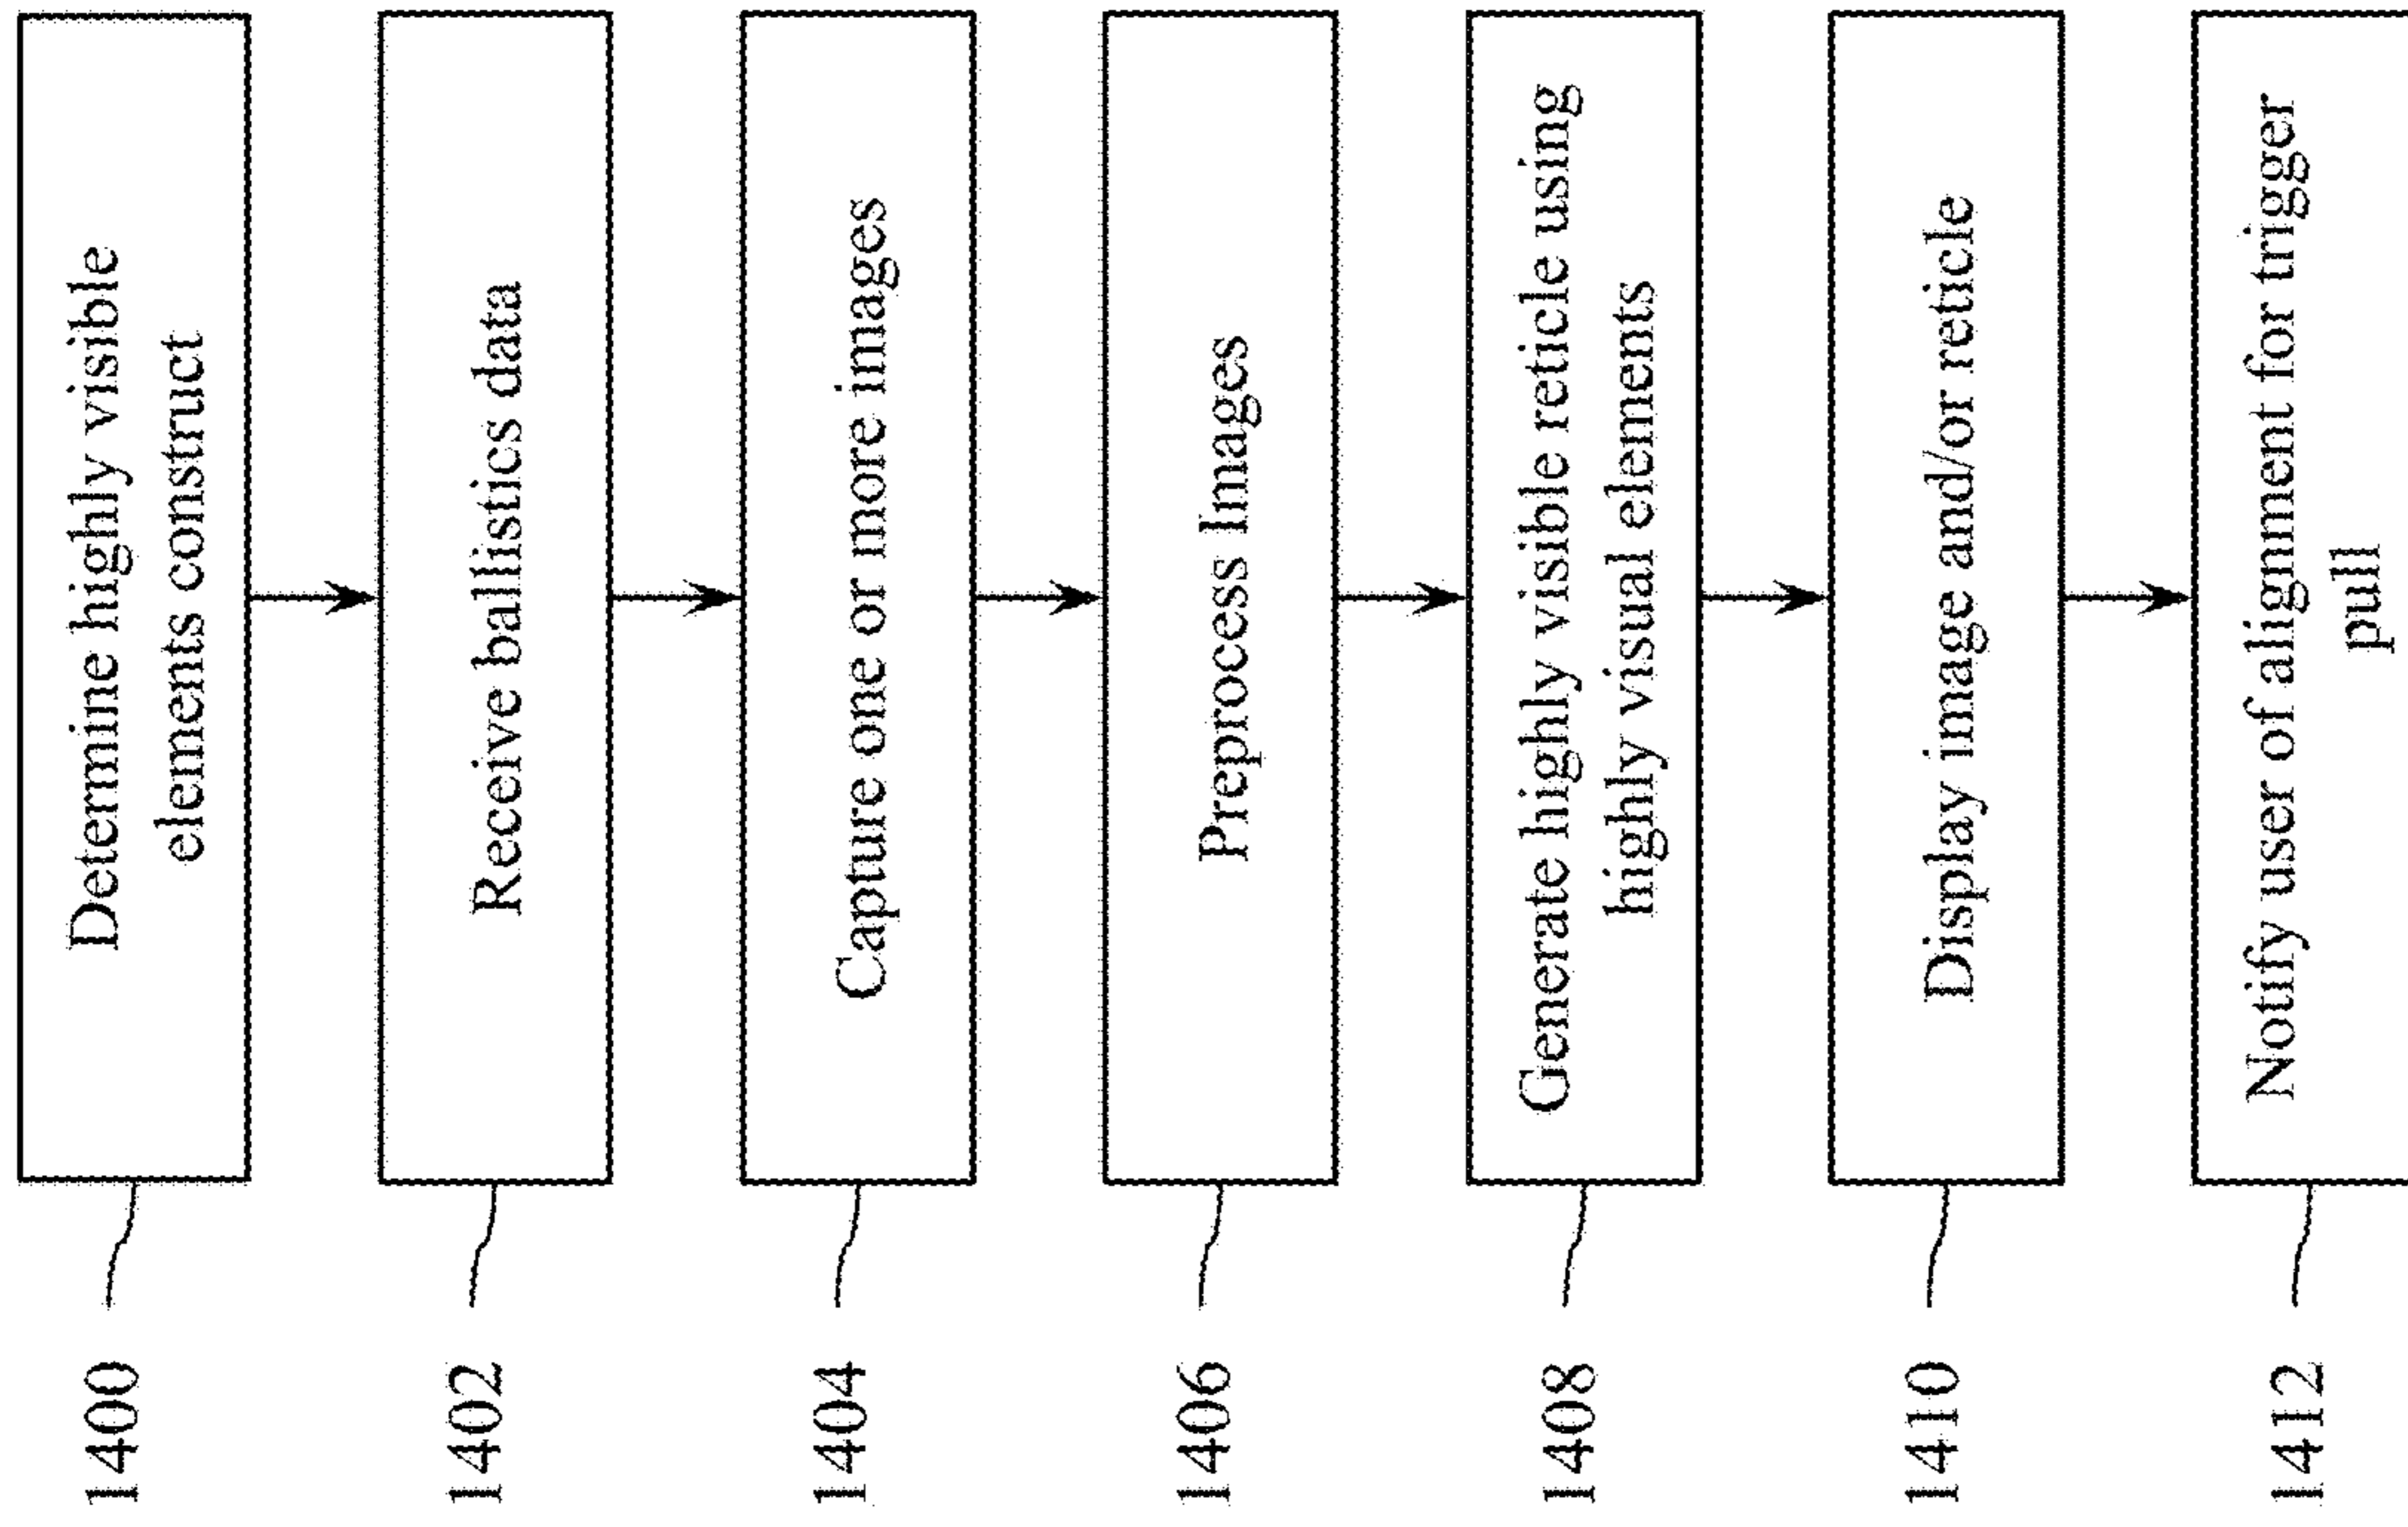 1400
Determine highly visible
elements construct
1402
Receive ballistics data
1404
Capture one or more images
1406
Preprocess Images
1408
Generate highly visible reticle using
highly visual elements
1410
Display image and/or reticle
1412
Notify user of alignment for trigger
pull